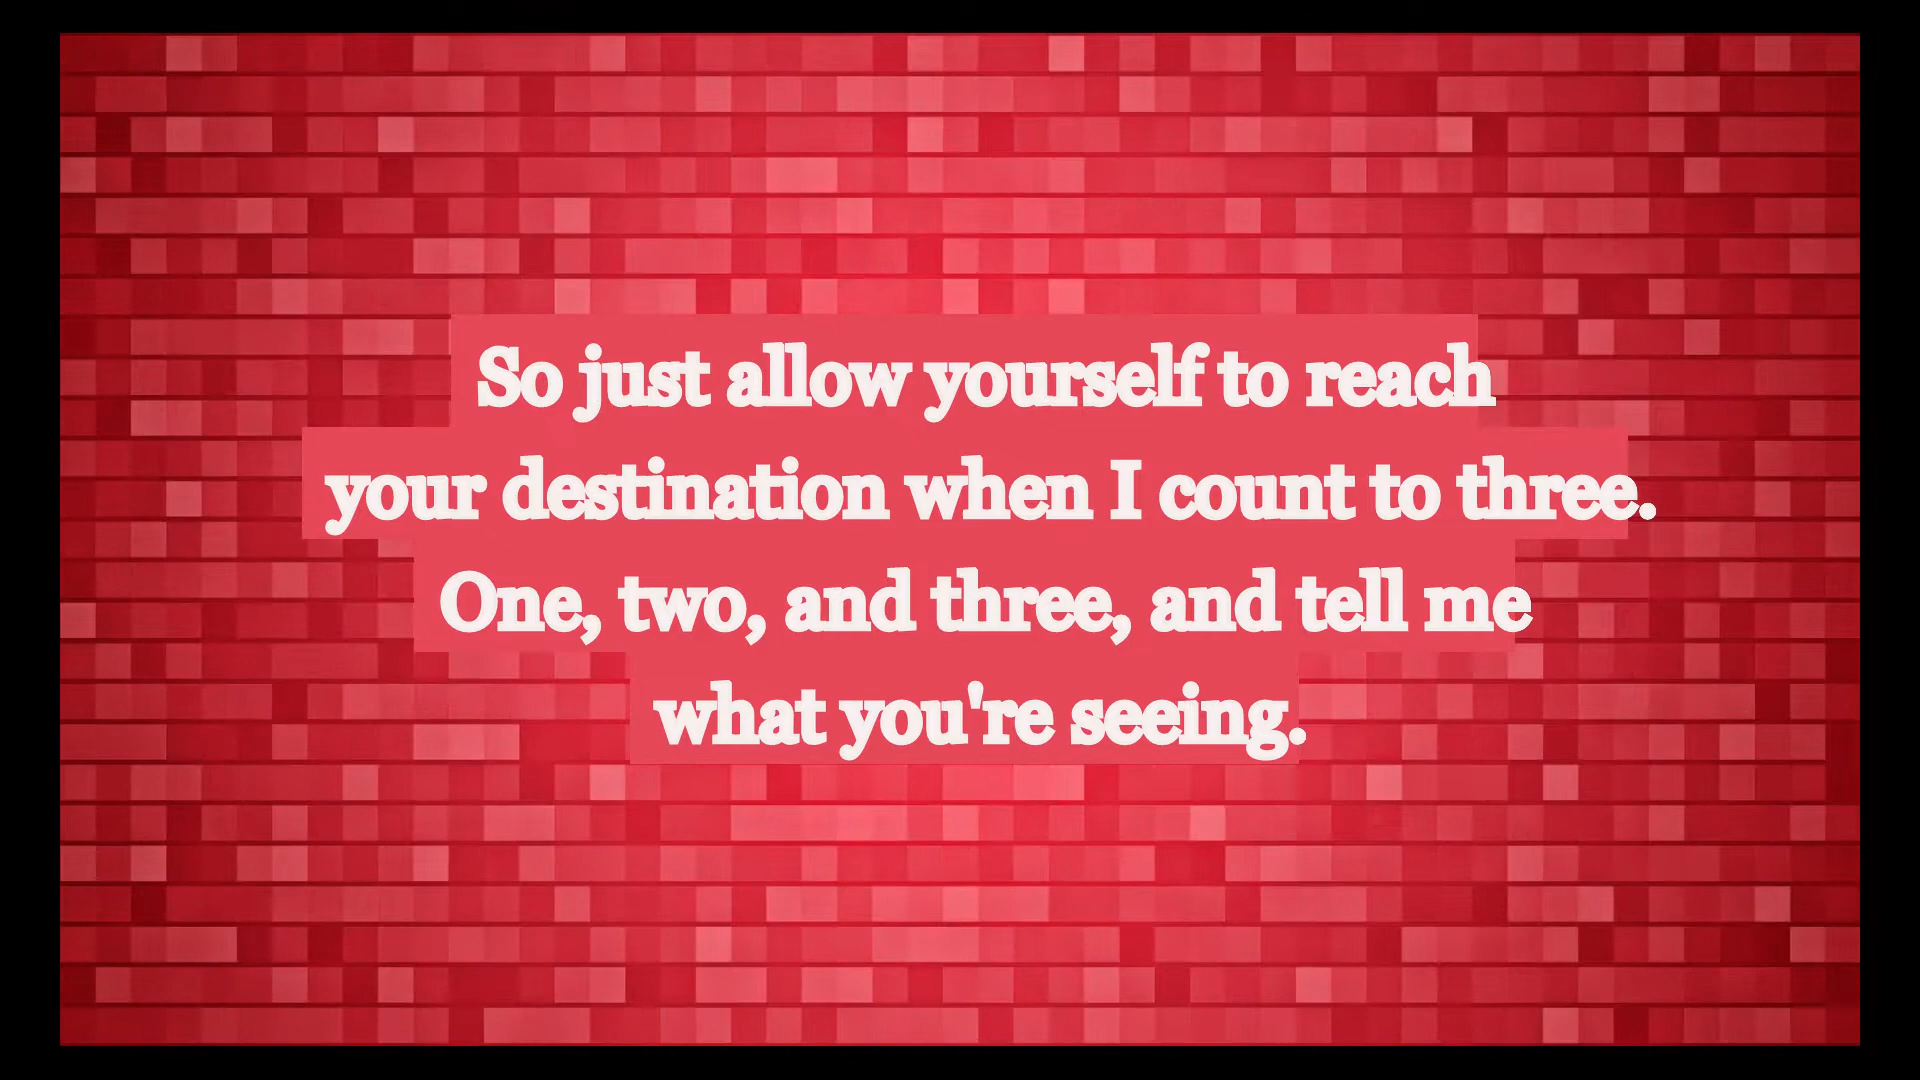 So just allow yourself to reach
your destination when I count to three.
One, two, and three, and tell me
what you're seeing.